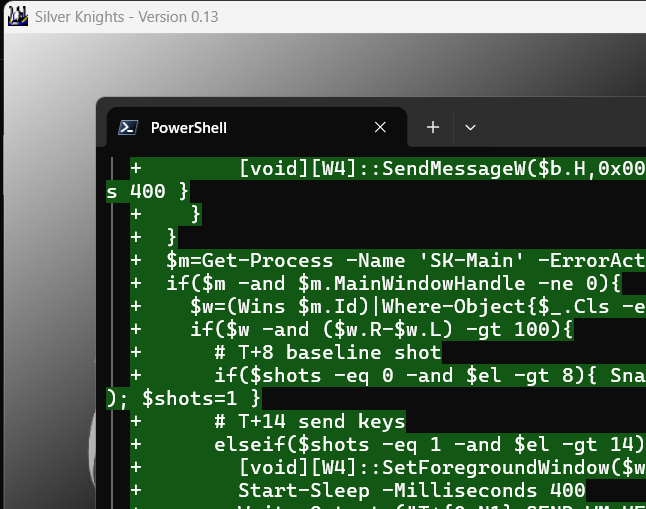 Silver Knights - Version 0.13
PowerShell
+        [void][W4]::SendMessageW($b.H,0x00
s 400 }
+    }
+  }
+  $m=Get-Process -Name 'SK-Main' -ErrorAct
+  if($m -and $m.MainWindowHandle -ne 0){
+    $w=(Wins $m.Id)|Where-Object{$_.Cls -e
+    if($w -and ($w.R-$w.L) -gt 100){
+      # T+8 baseline shot
+      if($shots -eq 0 -and $el -gt 8){ Sna
); $shots=1 }
+      # T+14 send keys
+      elseif($shots -eq 1 -and $el -gt 14)
+        [void][W4]::SetForegroundWindow($w
+        Start-Sleep -Milliseconds 400